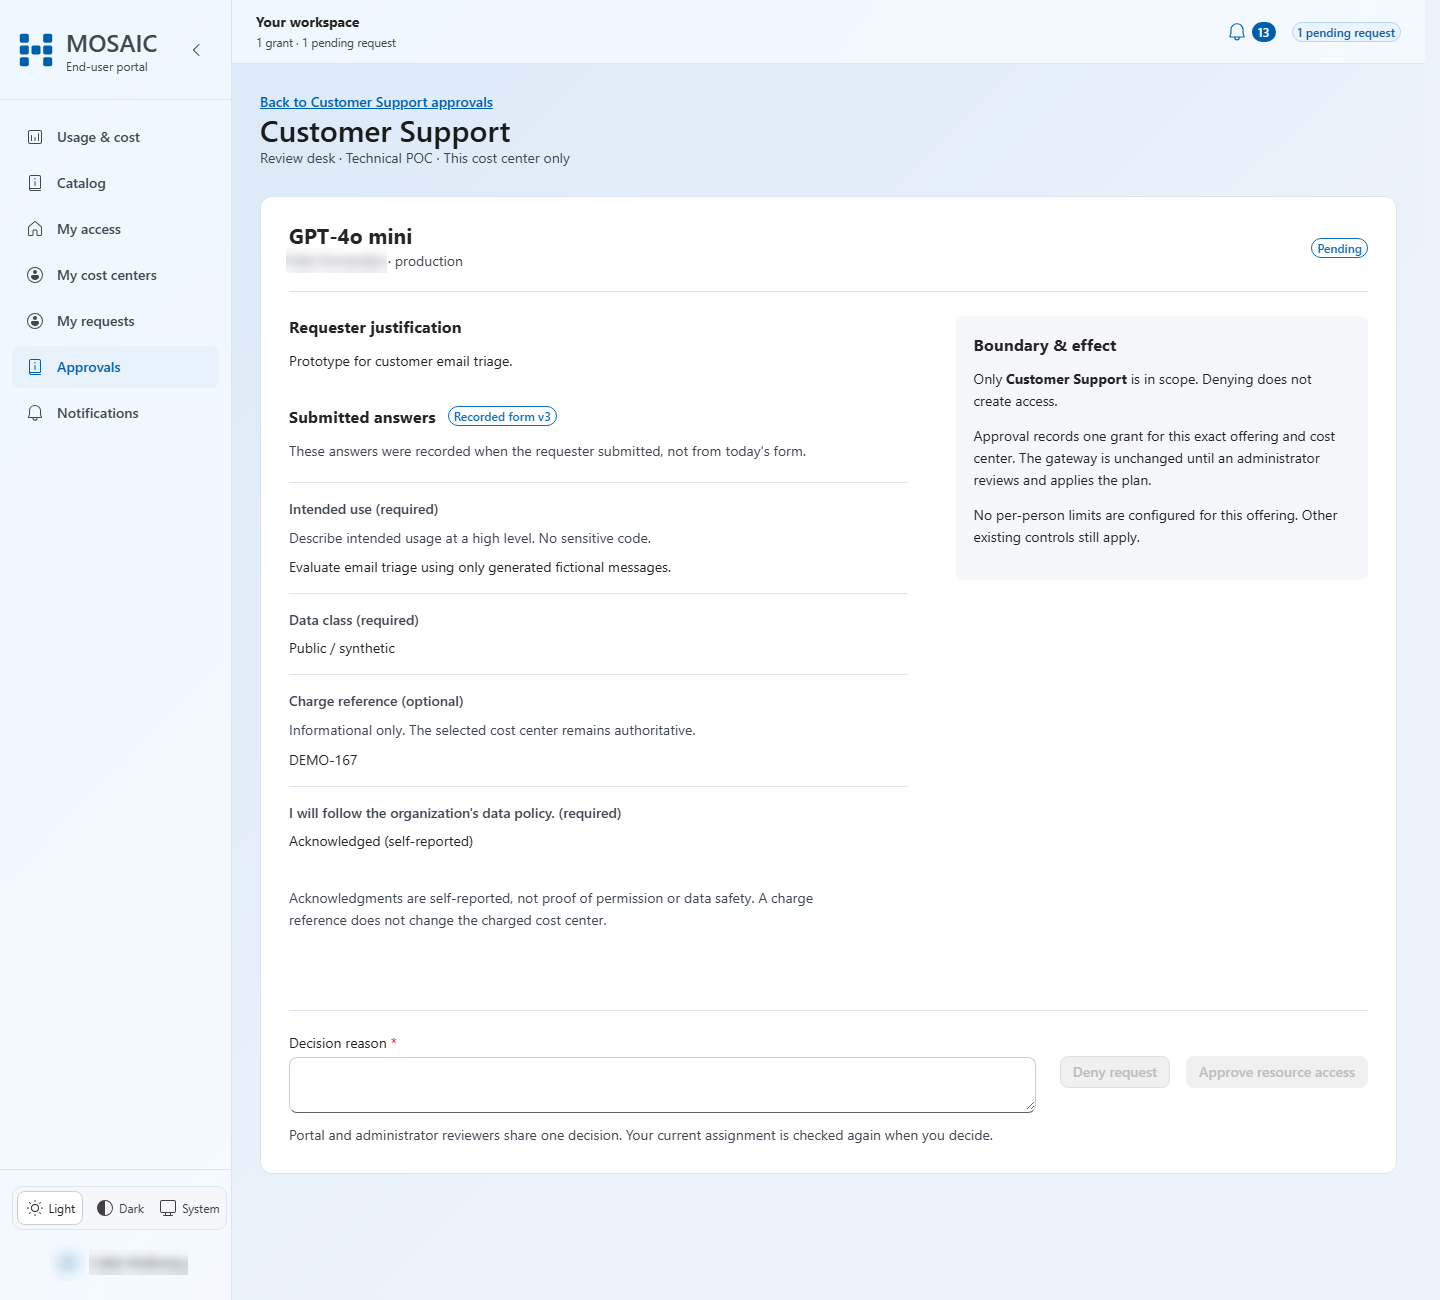 MOSAIC
End-user portal
Usage & cost
Catalog
My access
My cost centers
My requests
Approvals
Notifications
Light
Dark
System
Your workspace
1 grant · 1 pending request
13
1 pending request
Back to Customer Support approvals
Customer Support
Review desk · Technical POC · This cost center only
GPT-4o mini
· production
Pending
Requester justification
Prototype for customer email triage.
Submitted answers
Recorded form v3
These answers were recorded when the requester submitted, not from today's form.
Intended use (required)
Describe intended usage at a high level. No sensitive code.
Evaluate email triage using only generated fictional messages.
Data class (required)
Public / synthetic
Charge reference (optional)
Informational only. The selected cost center remains authoritative.
DEMO-167
I will follow the organization's data policy. (required)
Acknowledged (self-reported)
Acknowledgments are self-reported, not proof of permission or data safety. A charge
reference does not change the charged cost center.
Boundary & effect
Only Customer Support is in scope. Denying does not
create access.
Approval records one grant for this exact offering and cost
center. The gateway is unchanged until an administrator
reviews and applies the plan.
No per-person limits are configured for this offering. Other
existing controls still apply.
Decision reason *
Deny request
Approve resource access
Portal and administrator reviewers share one decision. Your current assignment is checked again when you decide.